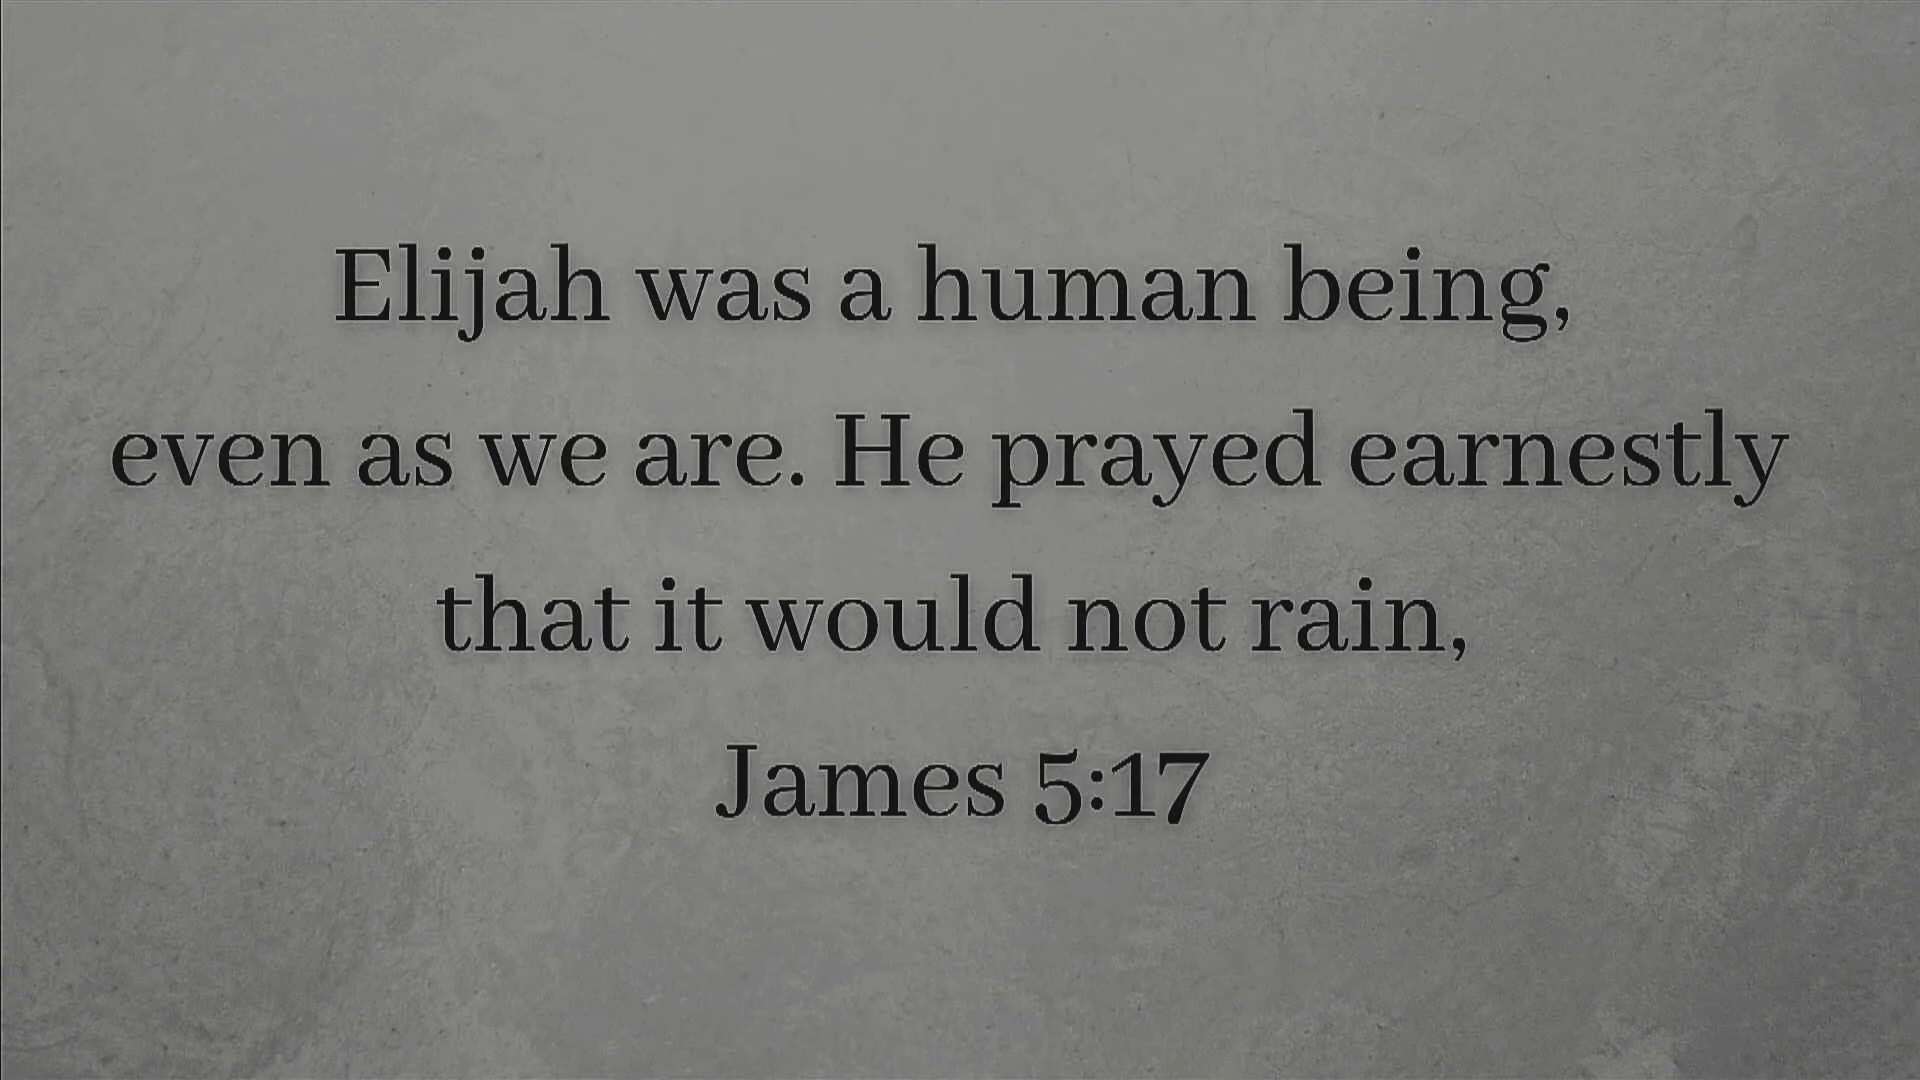 Elijah was a human being,
even as we are. He prayed earnestly
that it would not rain,
James 5:17